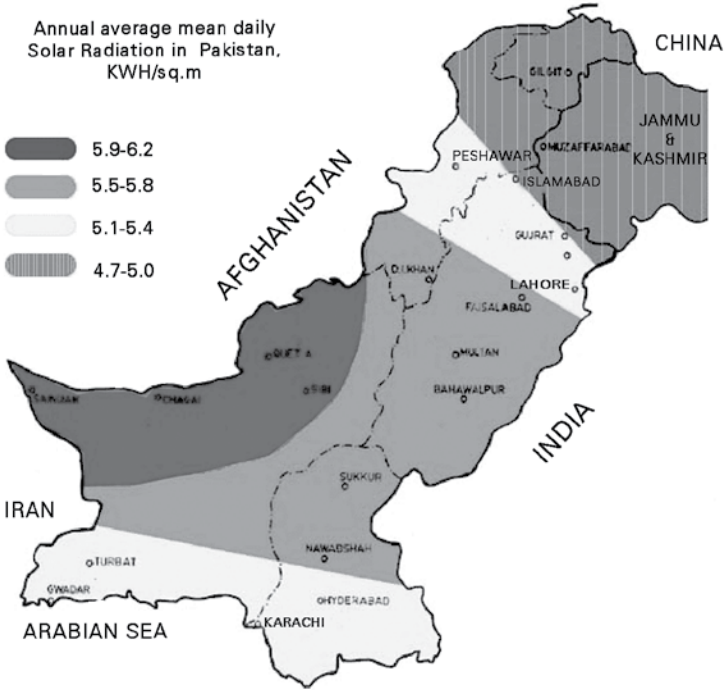 Annual average mean daily
Solar Radiation in Pakistan,
KWH/sq.m
5.9-6.2
5.5-5.8
5.1-5.4
4.7-5.0
CHINA
GILGIT
JAMMU
&
KASHMIR
MUZAFFARABAD
PESHAWAR
ISLAMABAD
AFGHANISTAN
GUJRAT
D.I.KHAN
LAHORE
FAISALABAD
MULTAN
SIBI
BAHAWALPUR
CHAGAI
INDIA
SUKKUR
IRAN
NAWABSHAH
TURBAT
GWADAR
HYDERABAD
KARACHI
ARABIAN SEA